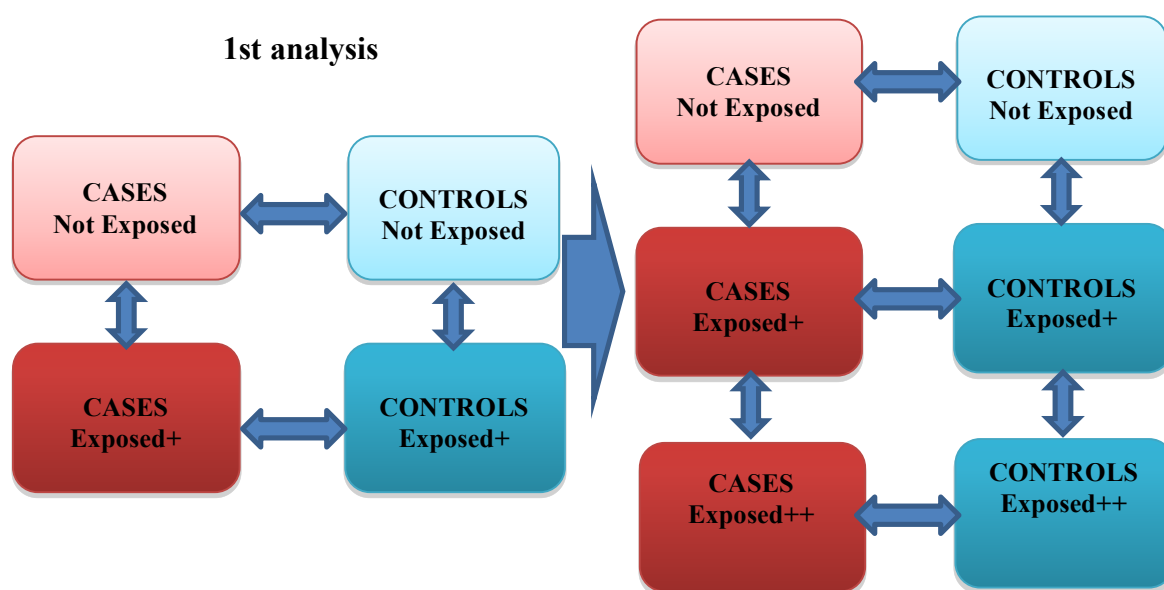 1st analysis
CASES
Not Exposed
CONTROLS
Not Exposed
CASES
Exposed+
CONTROLS
Exposed+
CASES
Not Exposed
CONTROLS
Not Exposed
CASES
Exposed+
CONTROLS
Exposed+
CASES
Exposed++
CONTROLS
Exposed++